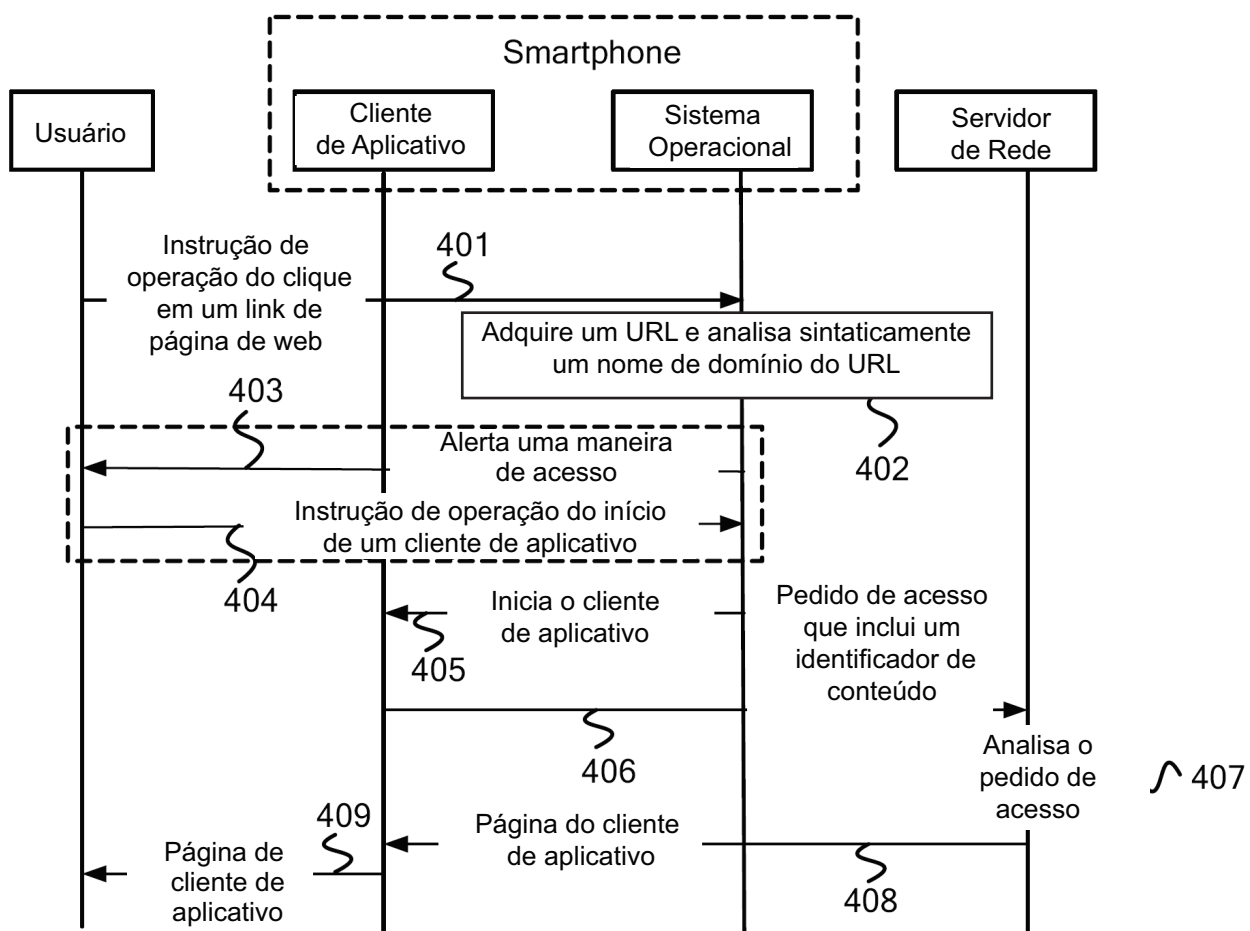 Smartphone
Usuário
Cliente
de Aplicativo
Sistema
Operacional
Servidor
de Rede
Instrução de
operação do clique
em um link de
página de web
401
Adquire um URL e analisa sintaticamente
um nome de domínio do URL
402
403
Alerta uma maneira
de acesso
Instrução de operação do início
de um cliente de aplicativo
404
Inicia o cliente
de aplicativo
405
Pedido de acesso
que inclui um
identificador de
conteúdo
406
Analisa o
pedido de
acesso
407
Página do cliente
de aplicativo
408
409
Página de
cliente de
aplicativo